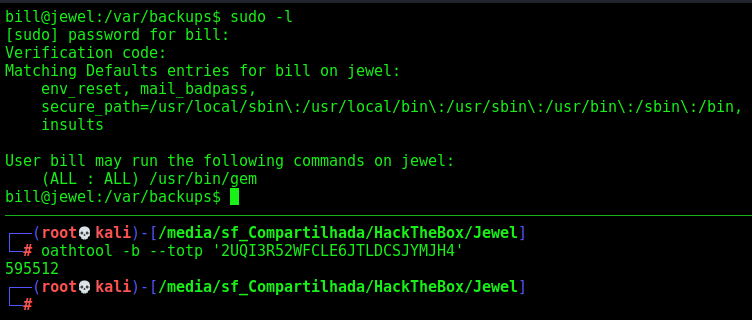 bill@jewel:/var/backups$ sudo -l
[sudo] password for bill:
Verification code:
Matching Defaults entries for bill on jewel:
    env_reset, mail_badpass,
    secure_path=/usr/local/sbin\:/usr/local/bin\:/usr/sbin\:/usr/bin\:/sbin\:/bin,
    insults

User bill may run the following commands on jewel:
    (ALL : ALL) /usr/bin/gem
bill@jewel:/var/backups$
┌──(root💀kali)-[/media/sf_Compartilhada/HackTheBox/Jewel]
└─# oathtool -b --totp '2UQI3R52WFCLE6JTLDCSJYMJH4'
595512
┌──(root💀kali)-[/media/sf_Compartilhada/HackTheBox/Jewel]
└─#